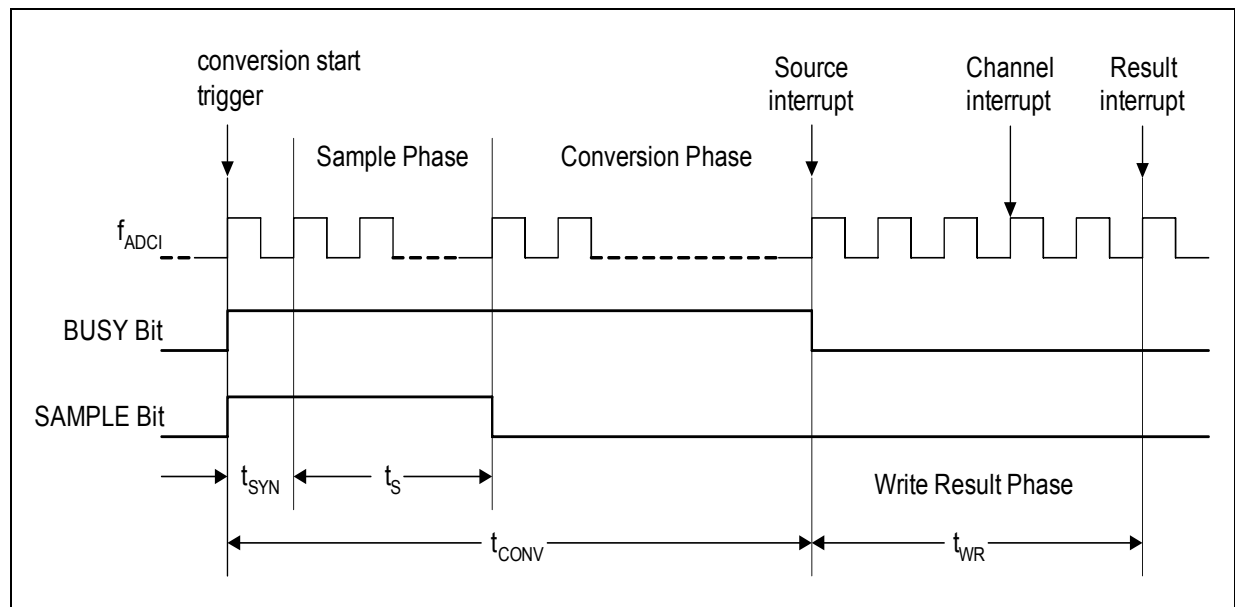 conversion start
trigger
Source
interrupt
Channel
interrupt
Result
interrupt
Sample Phase
Conversion Phase
fADCI
BUSY Bit
SAMPLE Bit
tSYN
tS
Write Result Phase
tCONV
tWR